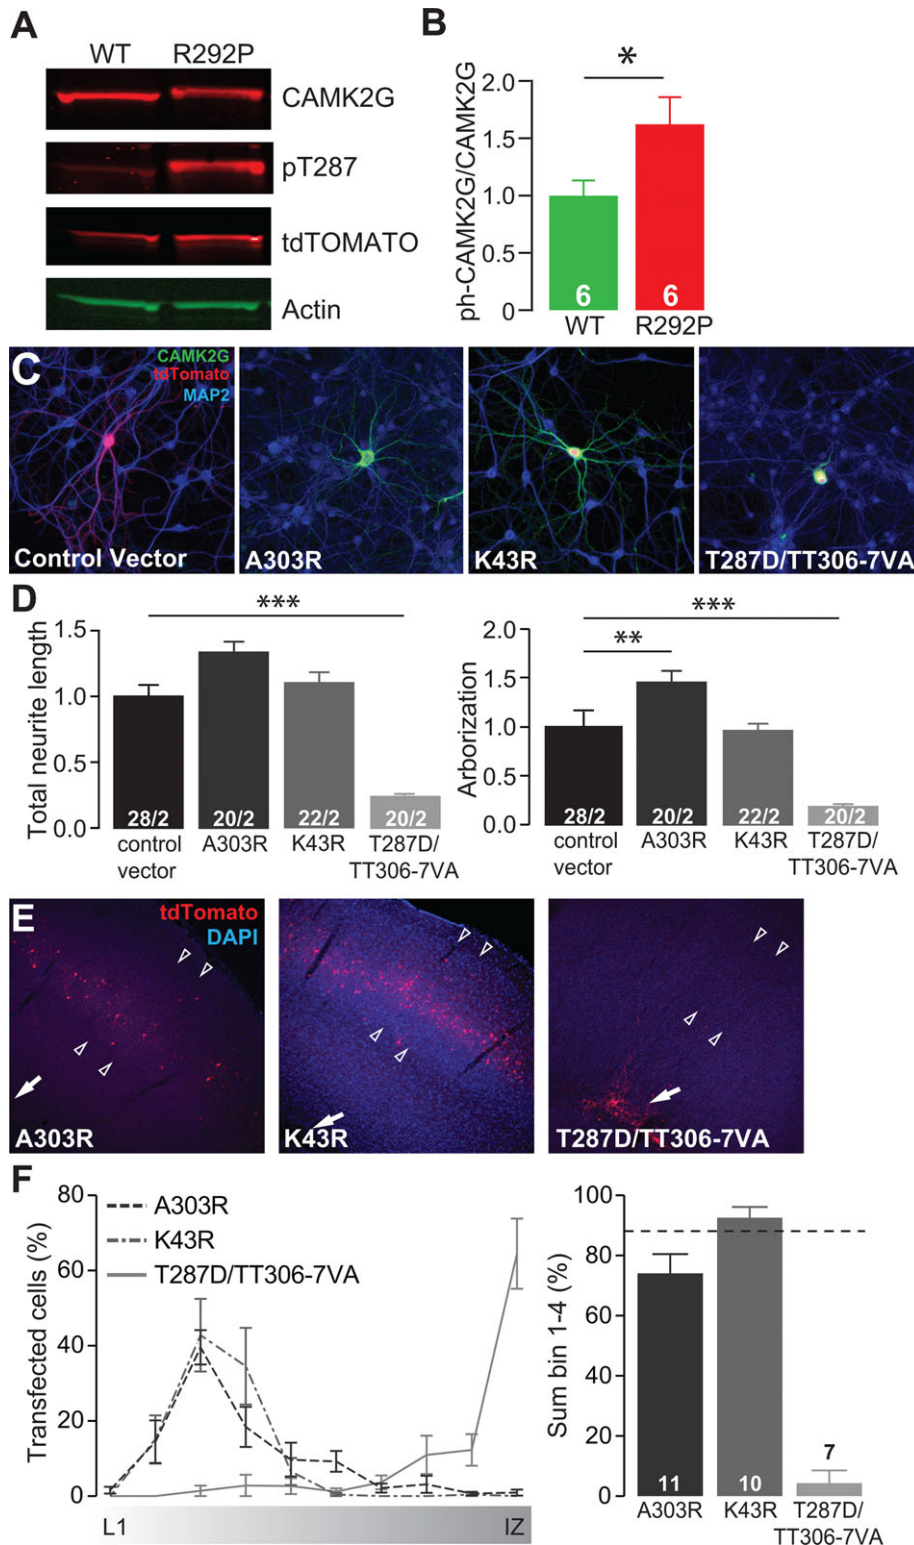 A
WT R292P
CAMK2G
pT287
tdTOMATO
Actin
B
*
ph-CAMK2G/CAMK2G
2.0
1.5
1.0
0.5
0
6 6
WT R292P
C
CAMK2G
tdTomato
MAP2
Control Vector
A303R
K43R
T287D/TT306-7VA
D
***
Total neurite length
1.5
1.0
0.5
0.0
28/2 20/2 22/2 20/2
control vector
A303R
K43R
T287D/
TT306-7VA
***
**
Arborization
2.0
1.5
1.0
0.5
0.0
28/2 20/2 22/2 20/2
control vector
A303R
K43R
T287D/
TT306-7VA
E
tdTomato
DAPI
A303R
K43R
T287D/TT306-7VA
F
Transfected cells (%)
80
60
40
20
0
A303R
K43R
T287D/TT306-7VA
L1 IZ
Sum bin 1-4 (%)
100
80
60
40
20
0
11 10 7
A303R
K43R
T287D/
TT306-7VA